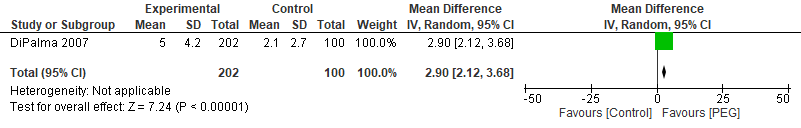 Experimental Control Mean Difference Mean Difference
Study or Subgroup Mean SD Total Mean SD Total Weight IV, Random, 95% CI IV, Random, 95% CI
DiPalma 2007 5 4.2 202 2.1 2.7 100 100.0% 2.90 [2.12, 3.68]
Total (95% CI) 202 100 100.0% 2.90 [2.12, 3.68]
Heterogeneity: Not applicable
Test for overall effect: Z = 7.24 (P < 0.00001)
-50 -25 0 25 50
Favours [Control] Favours [PEG]